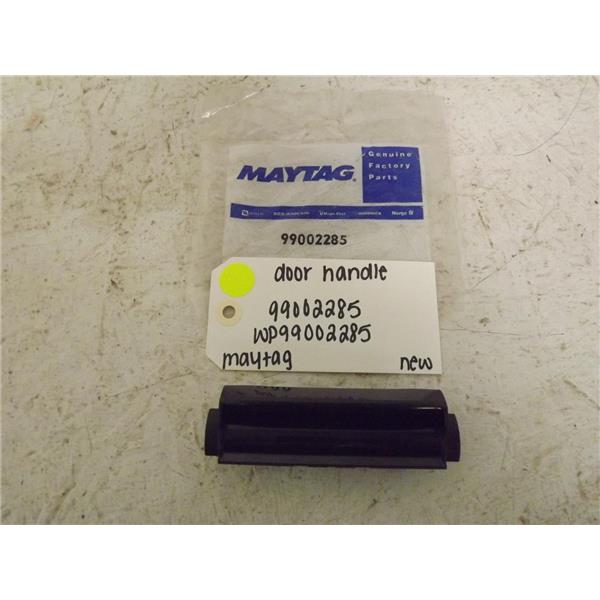 MAYTAG®
Genuine
Factory
Parts
99002285
door handle
99002285
WP99002285
maytag new